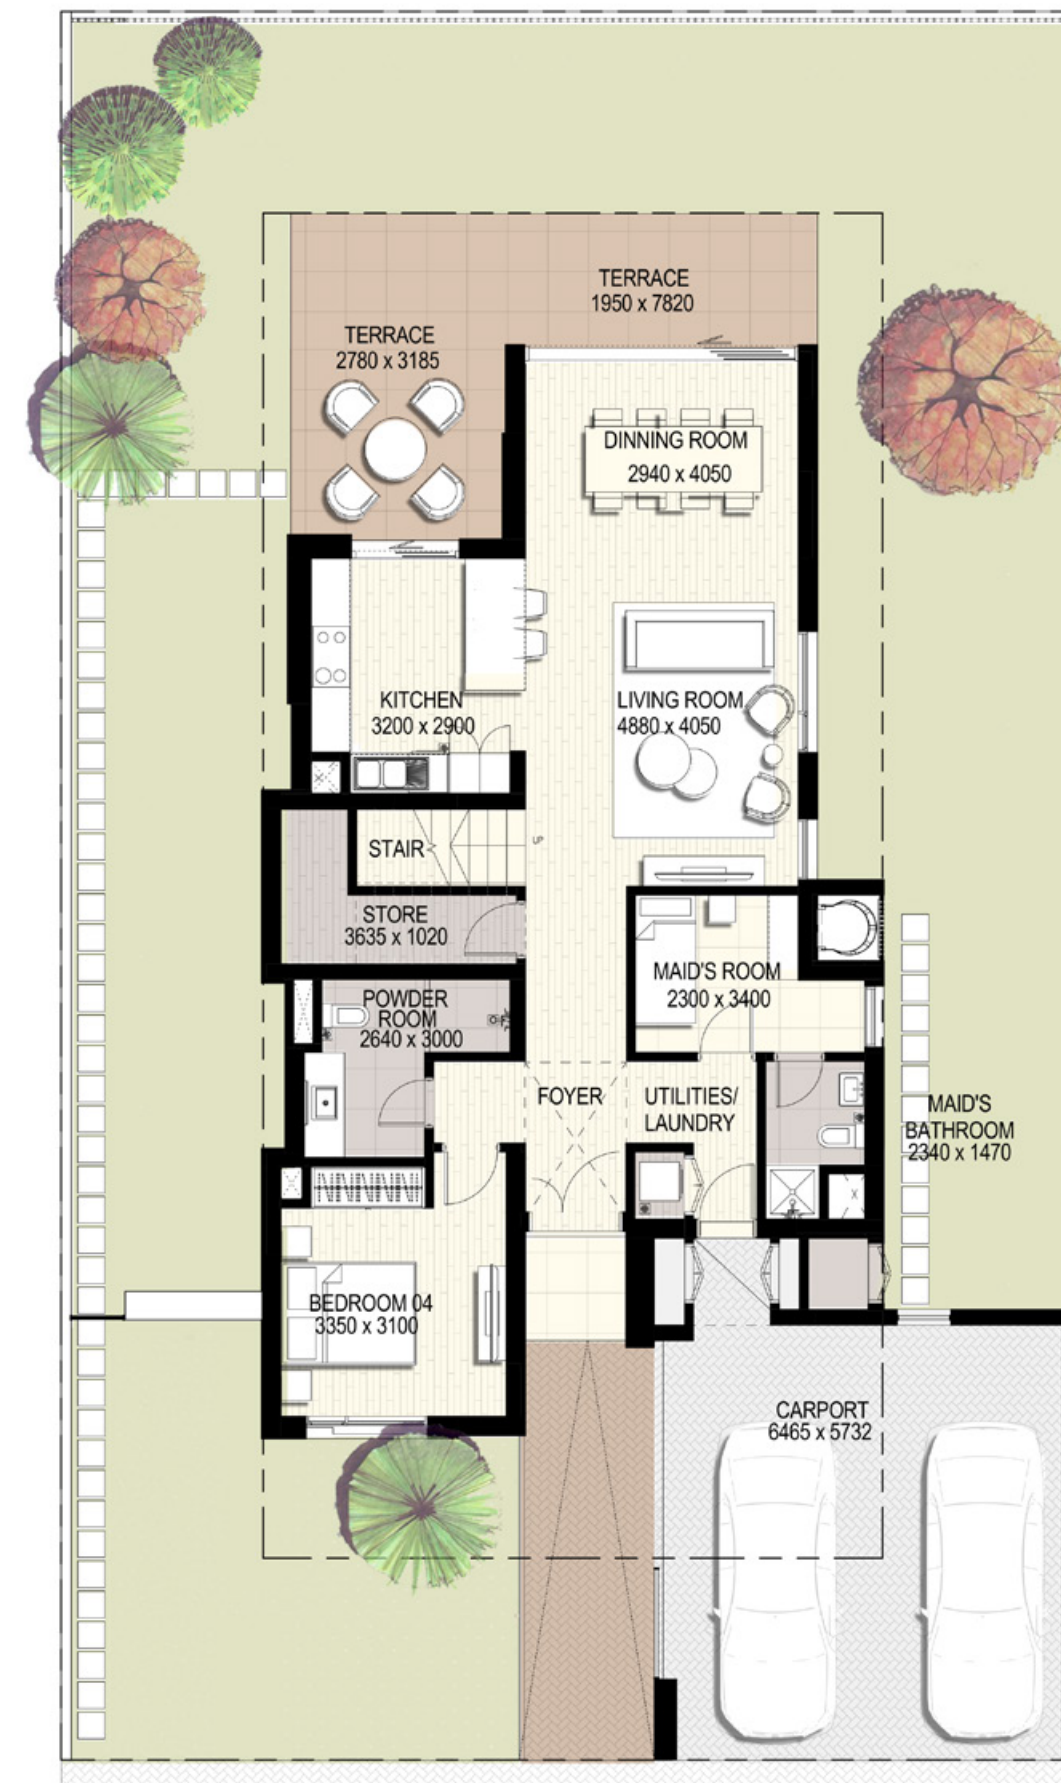 TERRACE
1950 x 7820
TERRACE
2780 x 3185
DINNING ROOM
2940 x 4050
KITCHEN
3200 x 2900
LIVING ROOM
4880 x 4050
STAIR
UP
STORE
3635 x 1020
MAID'S ROOM
2300 x 3400
POWDER
ROOM
2640 x 3000
FOYER
UTILITIES/
LAUNDRY
MAID'S
BATHROOM
2340 x 1470
BEDROOM 04
3350 x 3100
CARPORT
6465 x 5732